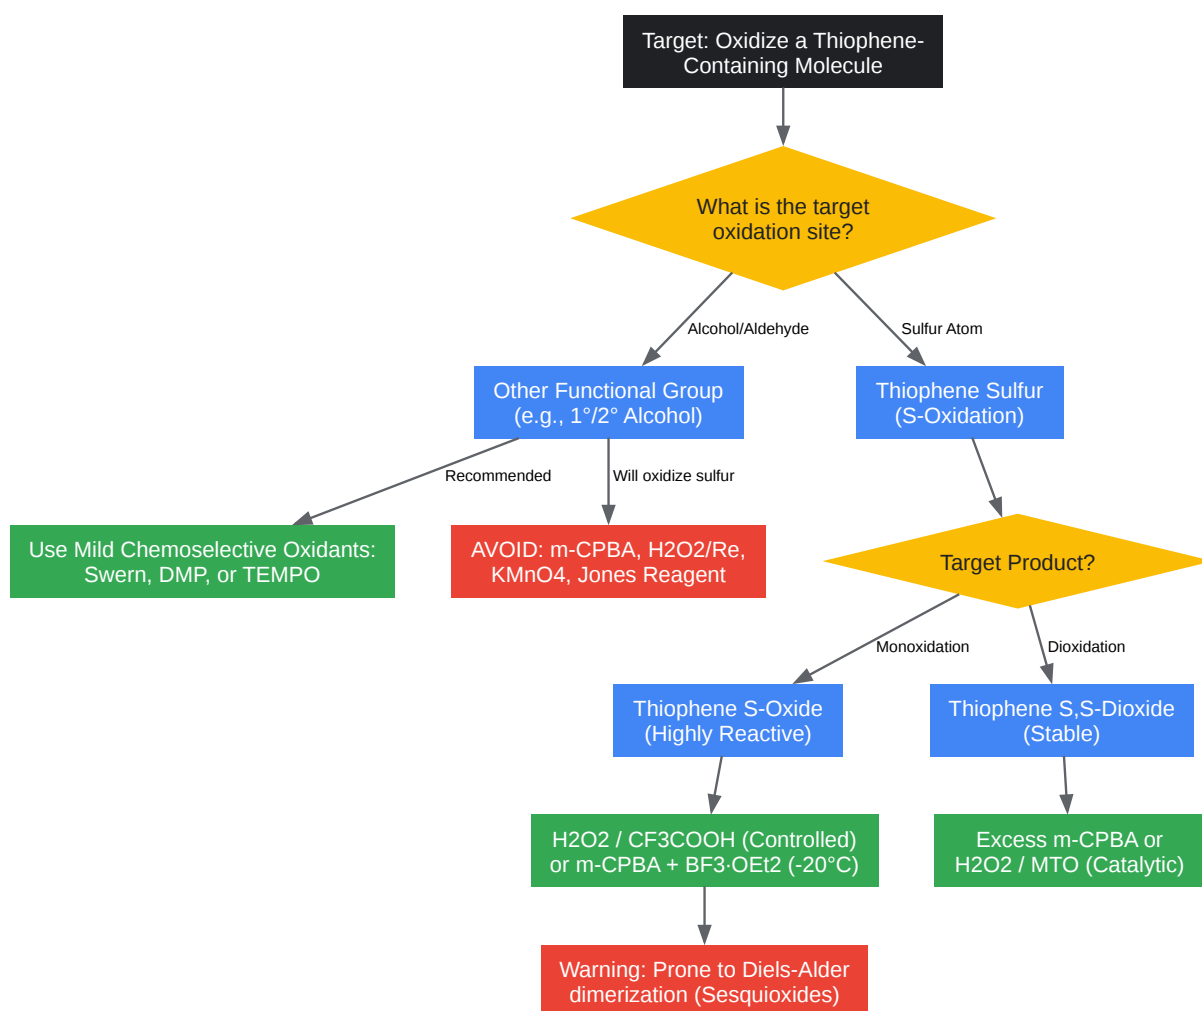 Target: Oxidize a Thiophene-
Containing Molecule
What is the target
oxidation site?
Alcohol/Aldehyde
Sulfur Atom
Other Functional Group
(e.g., 1°/2° Alcohol)
Thiophene Sulfur
(S-Oxidation)
Recommended
Will oxidize sulfur
Use Mild Chemoselective Oxidants:
Swern, DMP, or TEMPO
AVOID: m-CPBA, H2O2/Re,
KMnO4, Jones Reagent
Target Product?
Monoxidation
Dioxidation
Thiophene S-Oxide
(Highly Reactive)
Thiophene S,S-Dioxide
(Stable)
H2O2 / CF3COOH (Controlled)
or m-CPBA + BF3·OEt2 (-20°C)
Excess m-CPBA or
H2O2 / MTO (Catalytic)
Warning: Prone to Diels-Alder
dimerization (Sesquioxides)